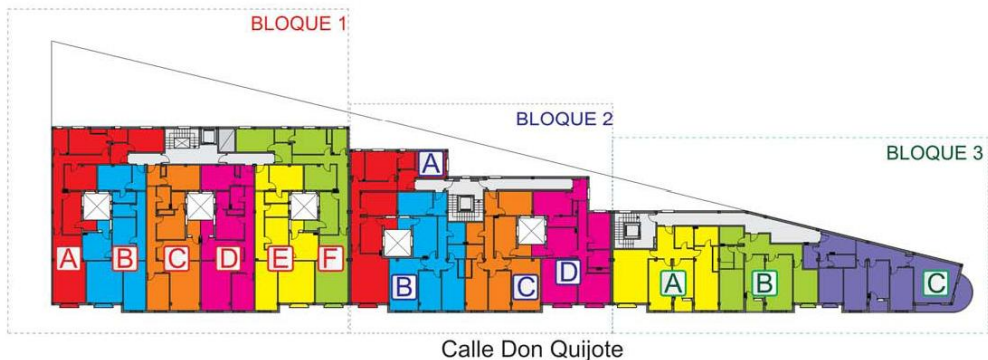 BLOQUE 1
A B C D E F
BLOQUE 2
A
B C D
BLOQUE 3
A B C
Calle Don Quijote